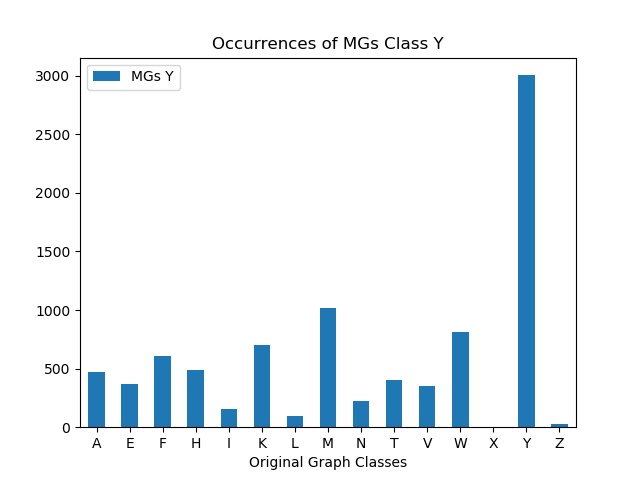 Occurrences of MGs Class Y
MGs Y
3000
2500
2000
1500
1000
500
0
A E F H I K L M N T V W X Y Z
Original Graph Classes